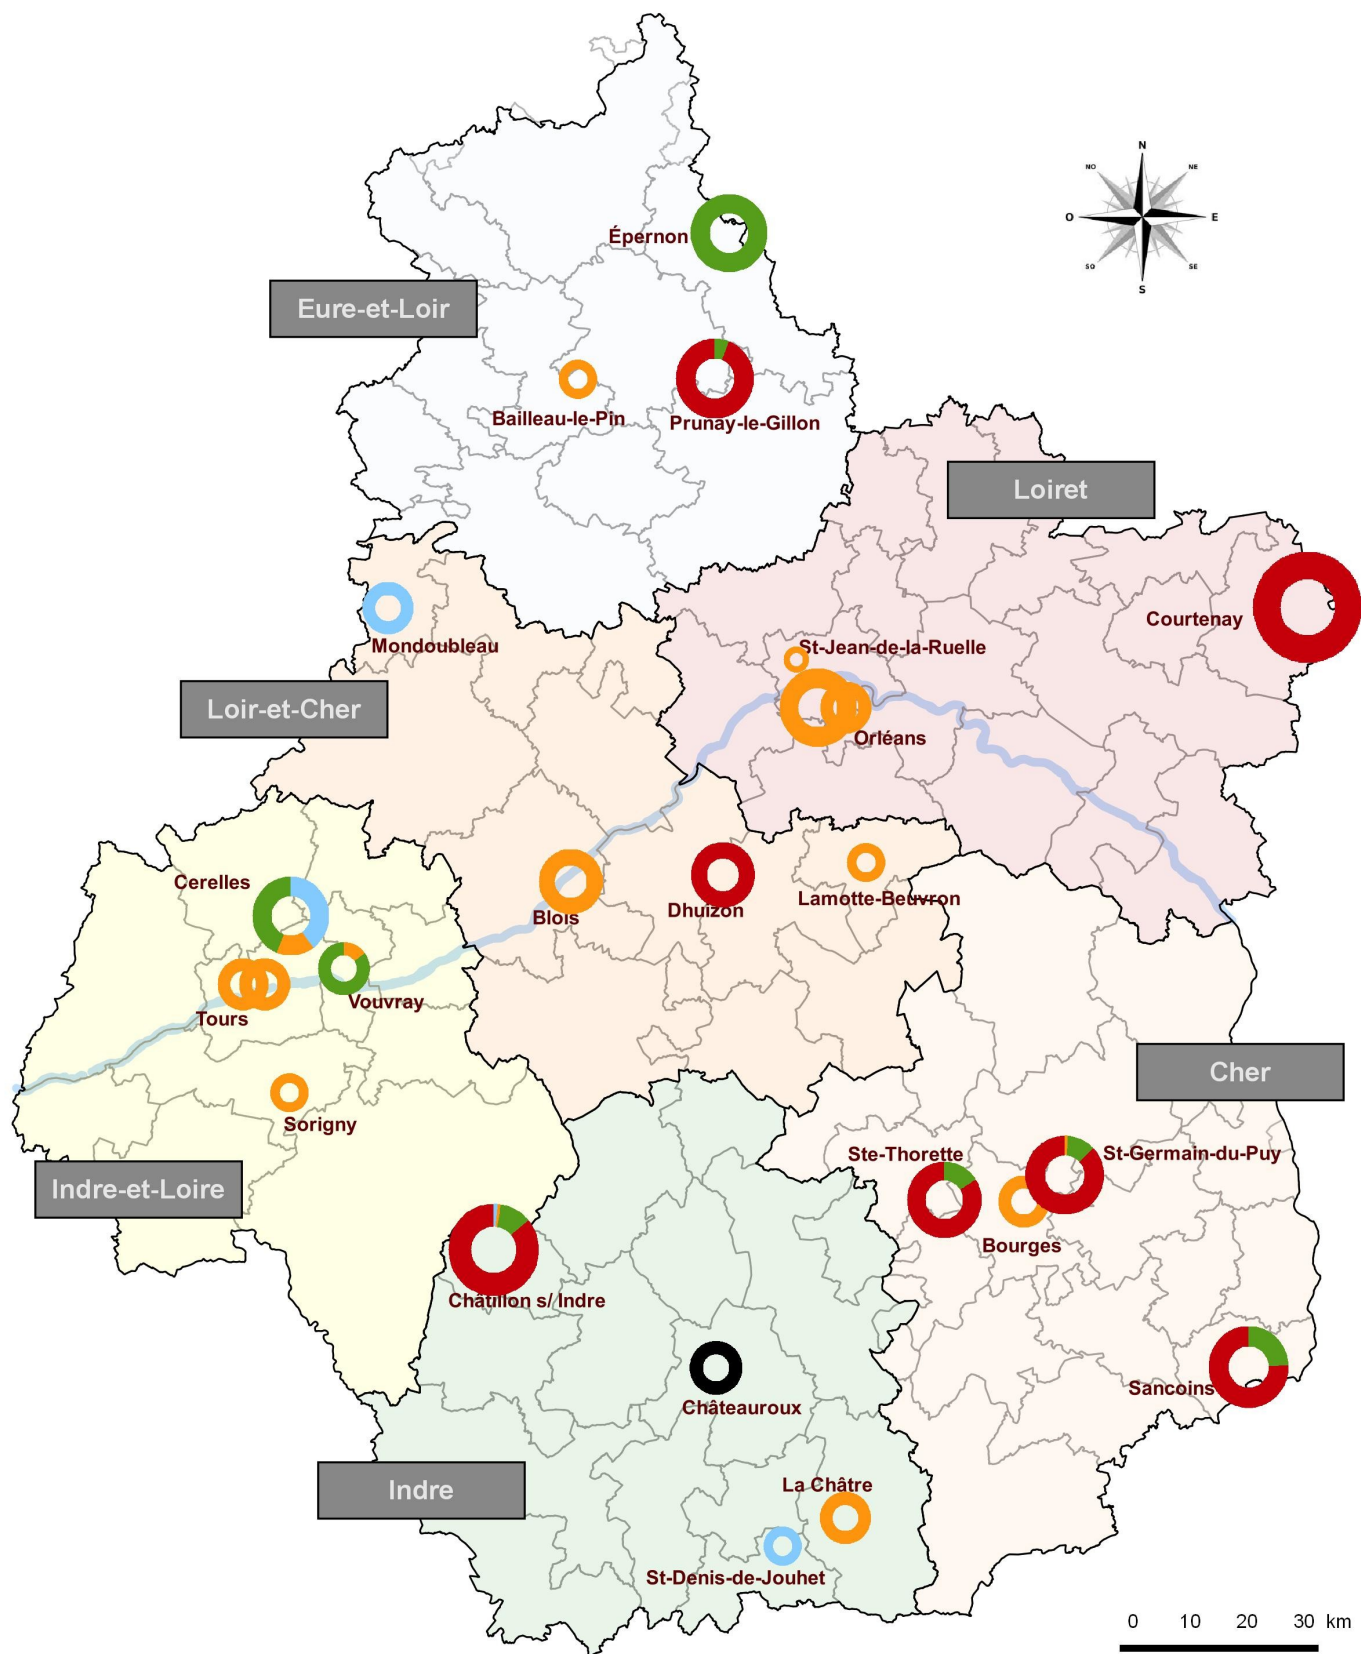 N
NO
NE
O
E
SO
SE
S
Épernon
Eure-et-Loir
Bailleau-le-Pin
Prunay-le-Gillon
Loiret
Courtenay
Mondoubleau
St-Jean-de-la-Ruelle
Loir-et-Cher
Orléans
Cerelles
Blois
Dhuizon
Lamotte-Beuvron
Vouvray
Tours
Cher
Sorigny
Ste-Thorette
St-Germain-du-Puy
Indre-et-Loire
Bourges
Châtillon s/ Indre
Sancoins
Châteauroux
La Châtre
Indre
St-Denis-de-Jouhet
0 10 20 30 km